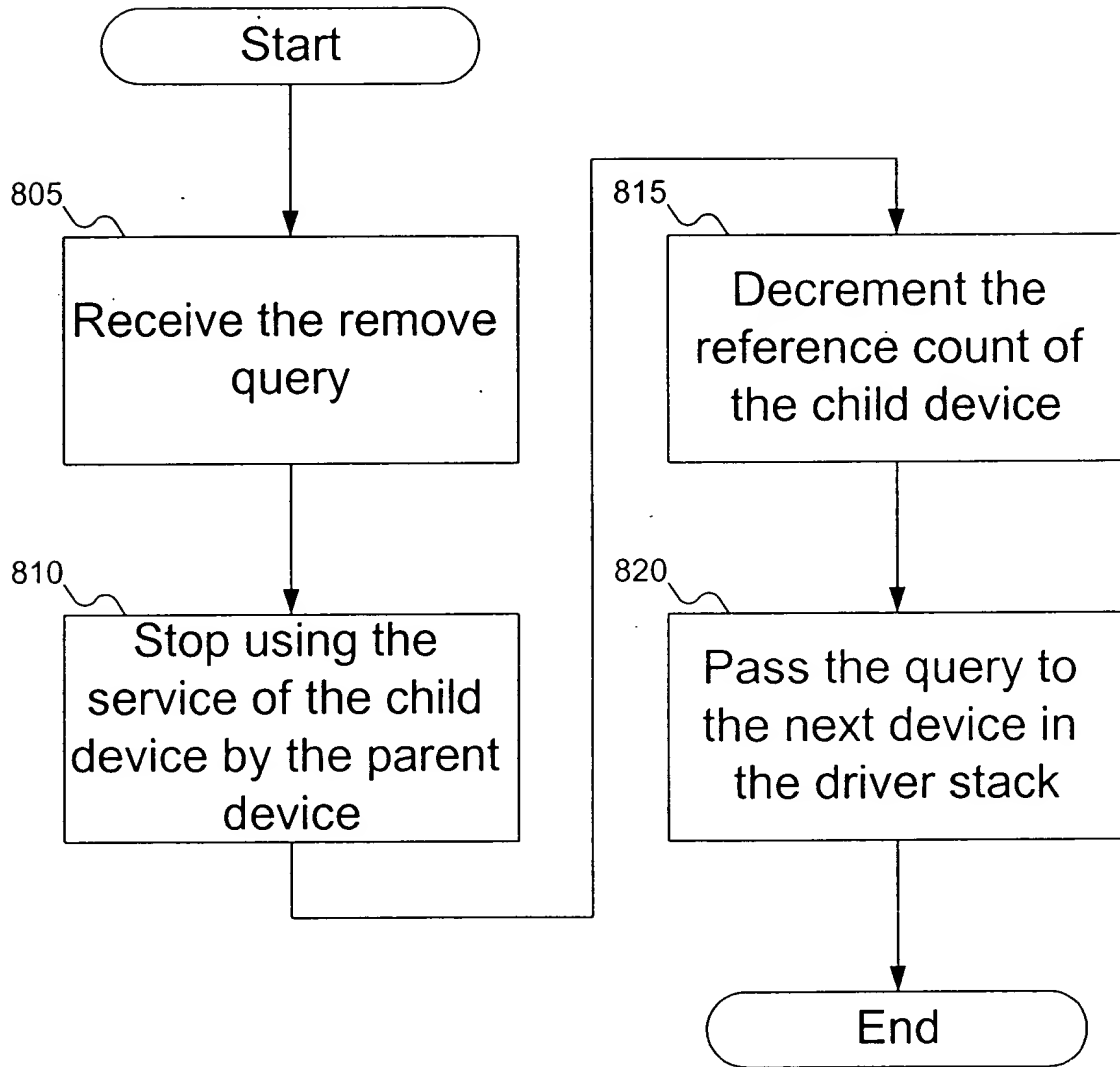 Start
805
Receive the remove
query
810
Stop using the
service of the child
device by the parent
device
815
Decrement the
reference count of
the child device
820
Pass the query to
the next device in
the driver stack
End